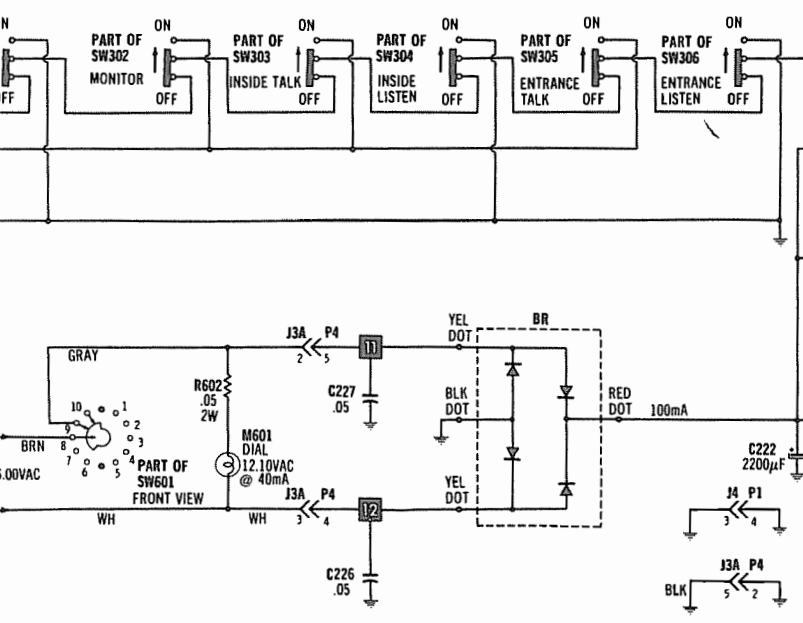 N
ON
ON
ON
ON
ON
PART OF
SW302
PART OF
SW303
PART OF
SW304
PART OF
SW305
PART OF
SW306
MONITOR
INSIDE TALK
INSIDE
LISTEN
ENTRANCE
TALK
ENTRANCE
LISTEN
FF
OFF
OFF
OFF
OFF
OFF
GRAY
J3A P4
2 5
11
YEL
DOT
BR
R602
.05
2W
C227
.05
BLK
DOT
RED
DOT
100mA
10
1
9
2
8
3
7
4
6
5
BRN
.00VAC
PART OF
SW601
FRONT VIEW
M601
DIAL
12.10VAC
@ 40mA
WH
WH
J3A P4
3 4
12
YEL
DOT
C222
2200µF
+
J4 P1
3 4
C226
.05
J3A P4
BLK
5 2